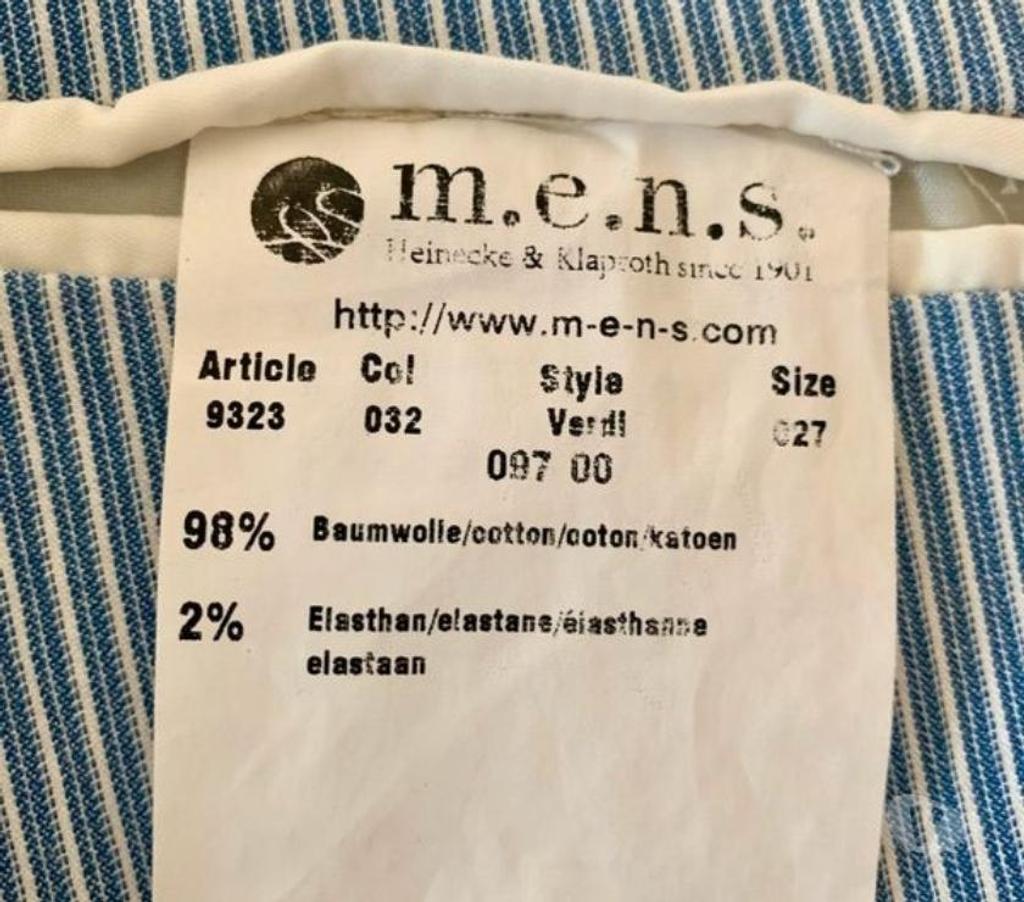 m.e.n.s.
Heinecke & Klaproth since 1901
http://www.m-e-n-s.com
Article Col Style Size
9323 032 Verdi 027
097 00
98% Baumwolle/cotton/coton/katoen
2% Elasthan/elastane/élasthanne
elastaan